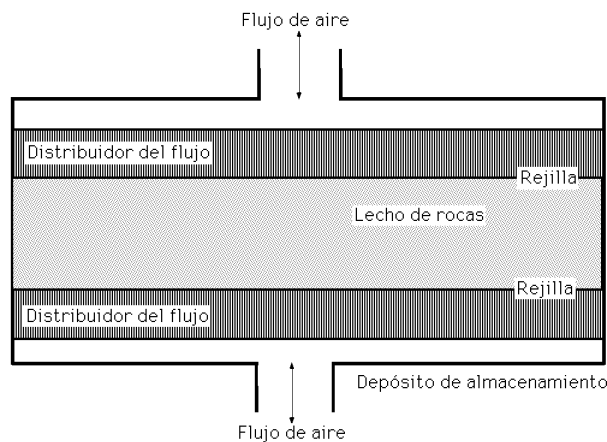 Flujo de aire
Distribuidor del flujo
Rejilla
Lecho de rocas
Rejilla
Distribuidor del flujo
Depósito de almacenamiento
Flujo de aire